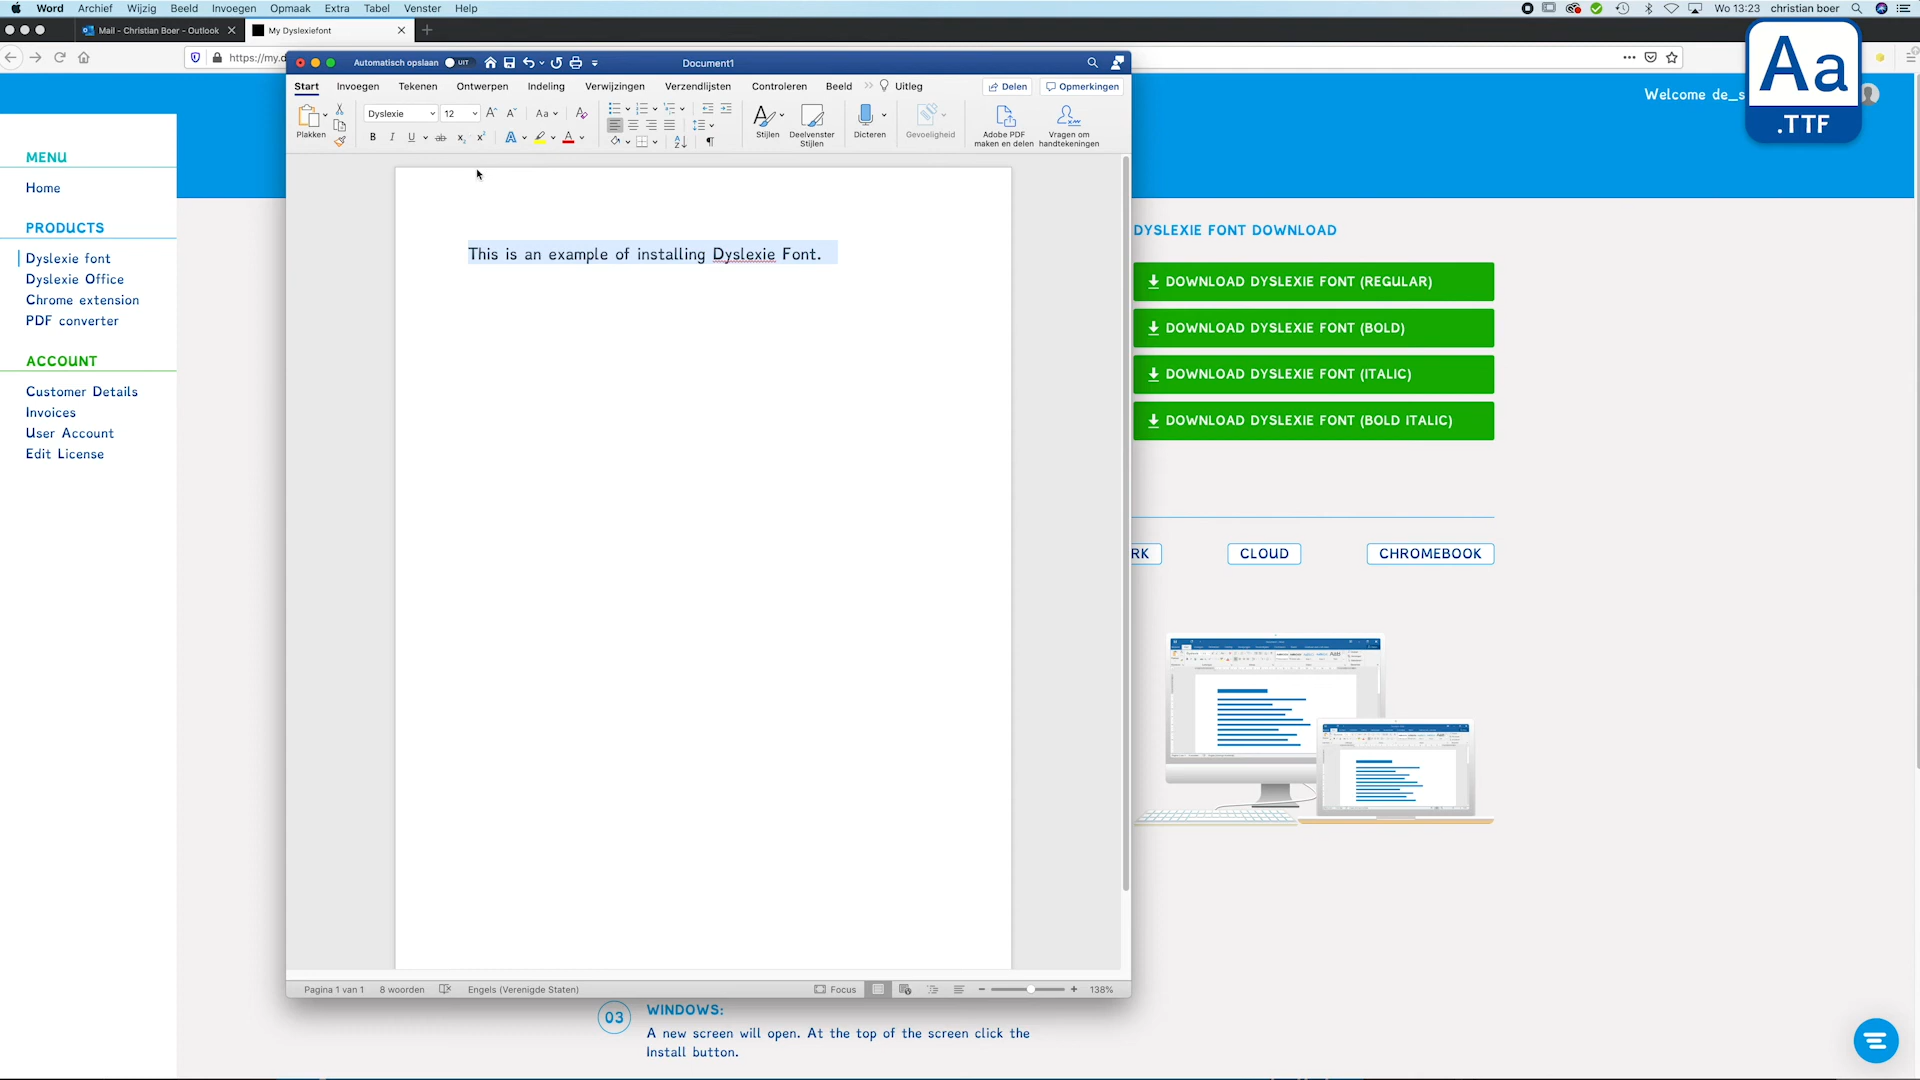 Word Archief Wijzig Beeld Invoegen Opmaak Extra Tabel Venster Help
Wo 13:23 christian boer
Mail - Christian Boer - Outlook
My Dyslexiefont
https://my.d
Automatisch opslaan UIT
Document1
Start Invoegen Tekenen Ontwerpen Indeling Verwijzingen Verzendlijsten Controleren Beeld Uitleg
Delen
Opmerkingen
Plakken
Dyslexie
12
Stijlen
Deelvenster Stijlen
Dicteren
Gevoeligheid
Adobe PDF maken en delen
Vragen om handtekeningen
Welcome de_s
Aa
.TTF
MENU
Home
PRODUCTS
Dyslexie font
Dyslexie Office
Chrome extension
PDF converter
ACCOUNT
Customer Details
Invoices
User Account
Edit License
This is an example of installing Dyslexie Font.
DYSLEXIE FONT DOWNLOAD
DOWNLOAD DYSLEXIE FONT (REGULAR)
DOWNLOAD DYSLEXIE FONT (BOLD)
DOWNLOAD DYSLEXIE FONT (ITALIC)
DOWNLOAD DYSLEXIE FONT (BOLD ITALIC)
RK
CLOUD
CHROMEBOOK
Pagina 1 van 1
8 woorden
Engels (Verenigde Staten)
Focus
138%
03
WINDOWS:
A new screen will open. At the top of the screen click the
Install button.